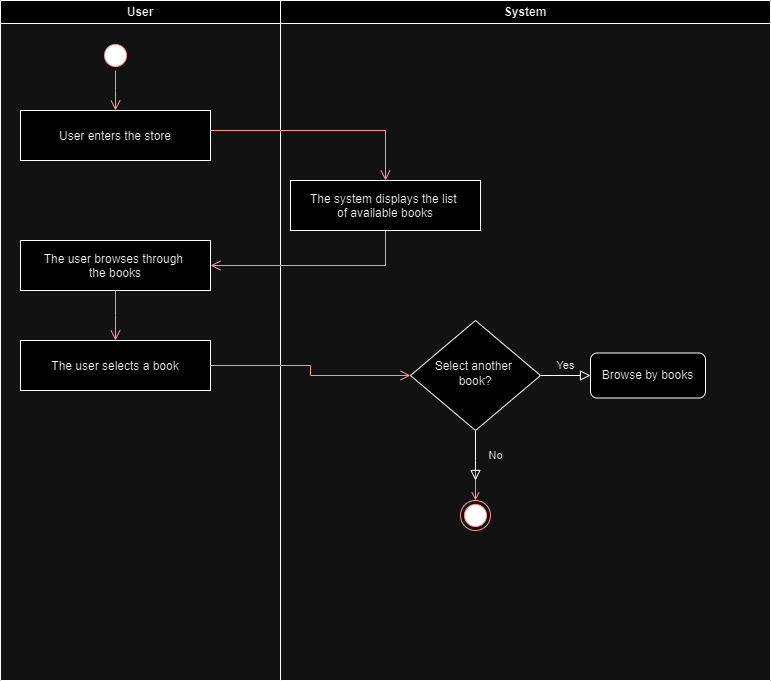 User
System
User enters the store
The system displays the list
of available books
The user browses through
the books
The user selects a book
Select another
book?
Yes
Browse by books
No